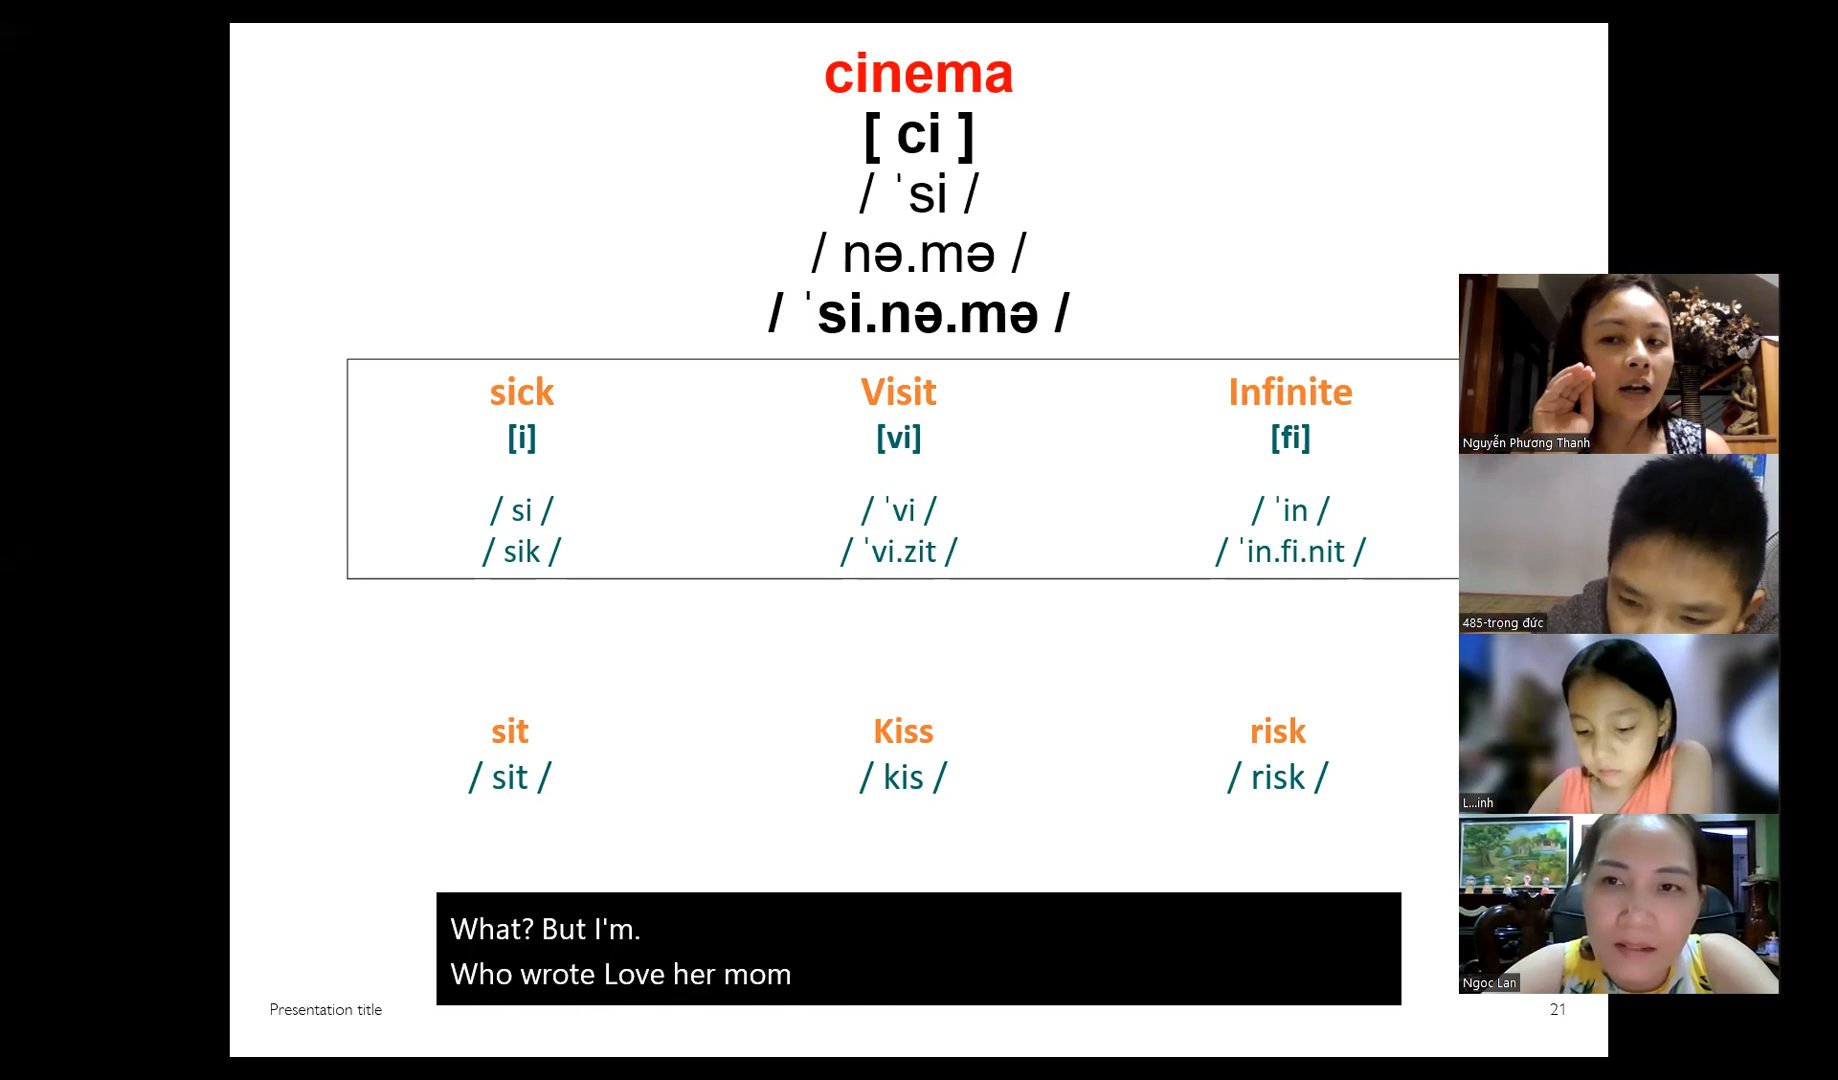 cinema
[ ci ]
/ ˈsi /
/ nə.mə /
/ ˈsi.nə.mə /
sick Visit Infinite
[i] [vi] [fi]
/ si / / ˈvi / / ˈin /
/ sik / / ˈvi.zit / / ˈin.fi.nit /
sit Kiss risk
/ sit / / kis / / risk /
What? But I'm.
Who wrote Love her mom
Presentation title
21
Nguyễn Phương Thanh
485-trọng đức
L...inh
Ngoc Lan